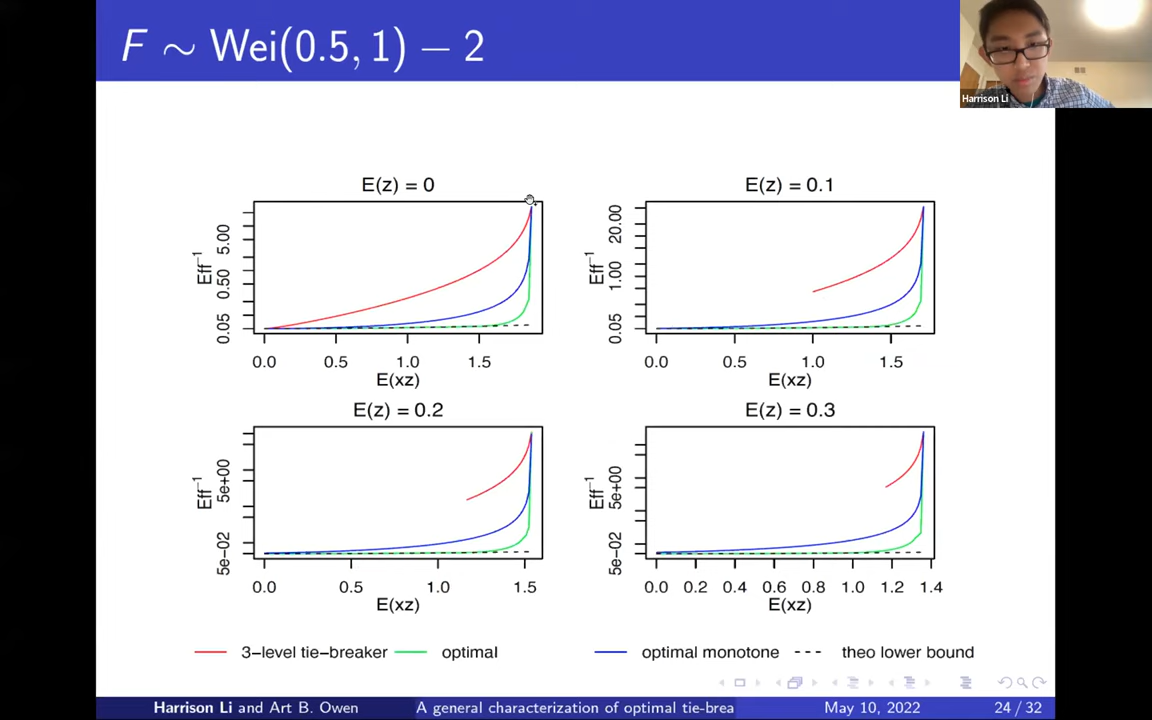 F ∼ Wei(0.5, 1) − 2
Harrison Li
E(z) = 0
Eff⁻¹
0.05 0.50 5.00
0.0 0.5 1.0 1.5
E(xz)
E(z) = 0.1
Eff⁻¹
0.05 1.00 20.00
0.0 0.5 1.0 1.5
E(xz)
E(z) = 0.2
Eff⁻¹
5e−02 5e+00
0.0 0.5 1.0 1.5
E(xz)
E(z) = 0.3
Eff⁻¹
5e−02 5e+00
0.0 0.2 0.4 0.6 0.8 1.0 1.2 1.4
E(xz)
3−level tie−breaker optimal optimal monotone theo lower bound
Harrison Li and Art B. Owen A general characterization of optimal tie-brea May 10, 2022 24 / 32